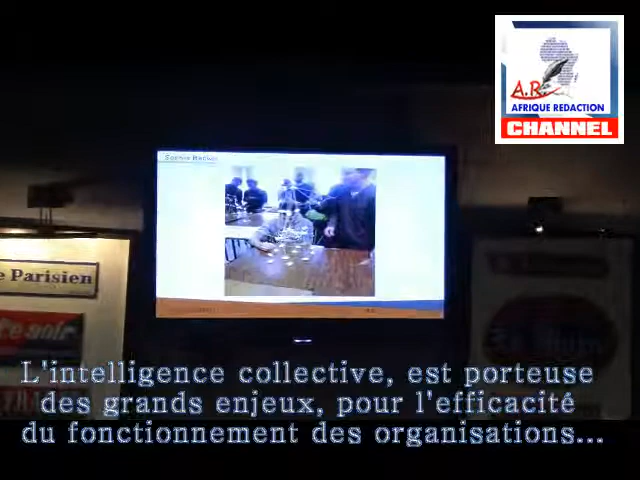 A.R.
AFRIQUE REDACTION
CHANNEL
e Parisien
L'intelligence collective, est porteuse
des grands enjeux, pour l'efficacité
du fonctionnement des organisations...